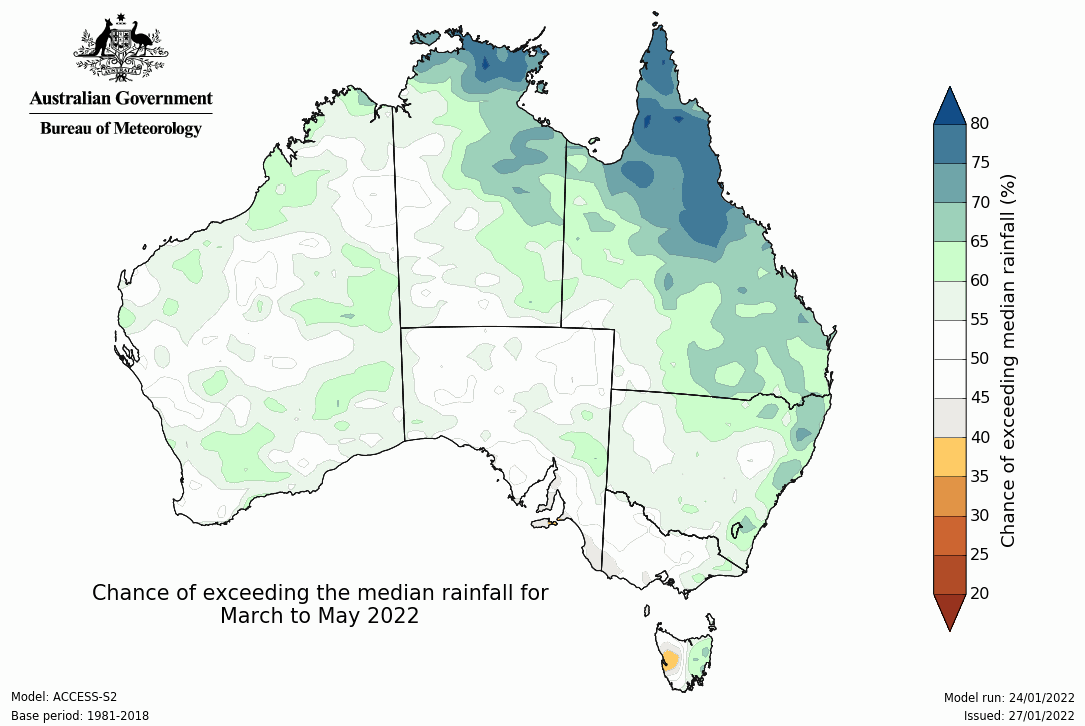 Australian Government
Bureau of Meteorology
80
75
70
65
60
55
50
45
40
35
30
25
20
Chance of exceeding median rainfall (%)
Chance of exceeding the median rainfall for
March to May 2022
Model: ACCESS-S2
Base period: 1981-2018
Model run: 24/01/2022
Issued: 27/01/2022